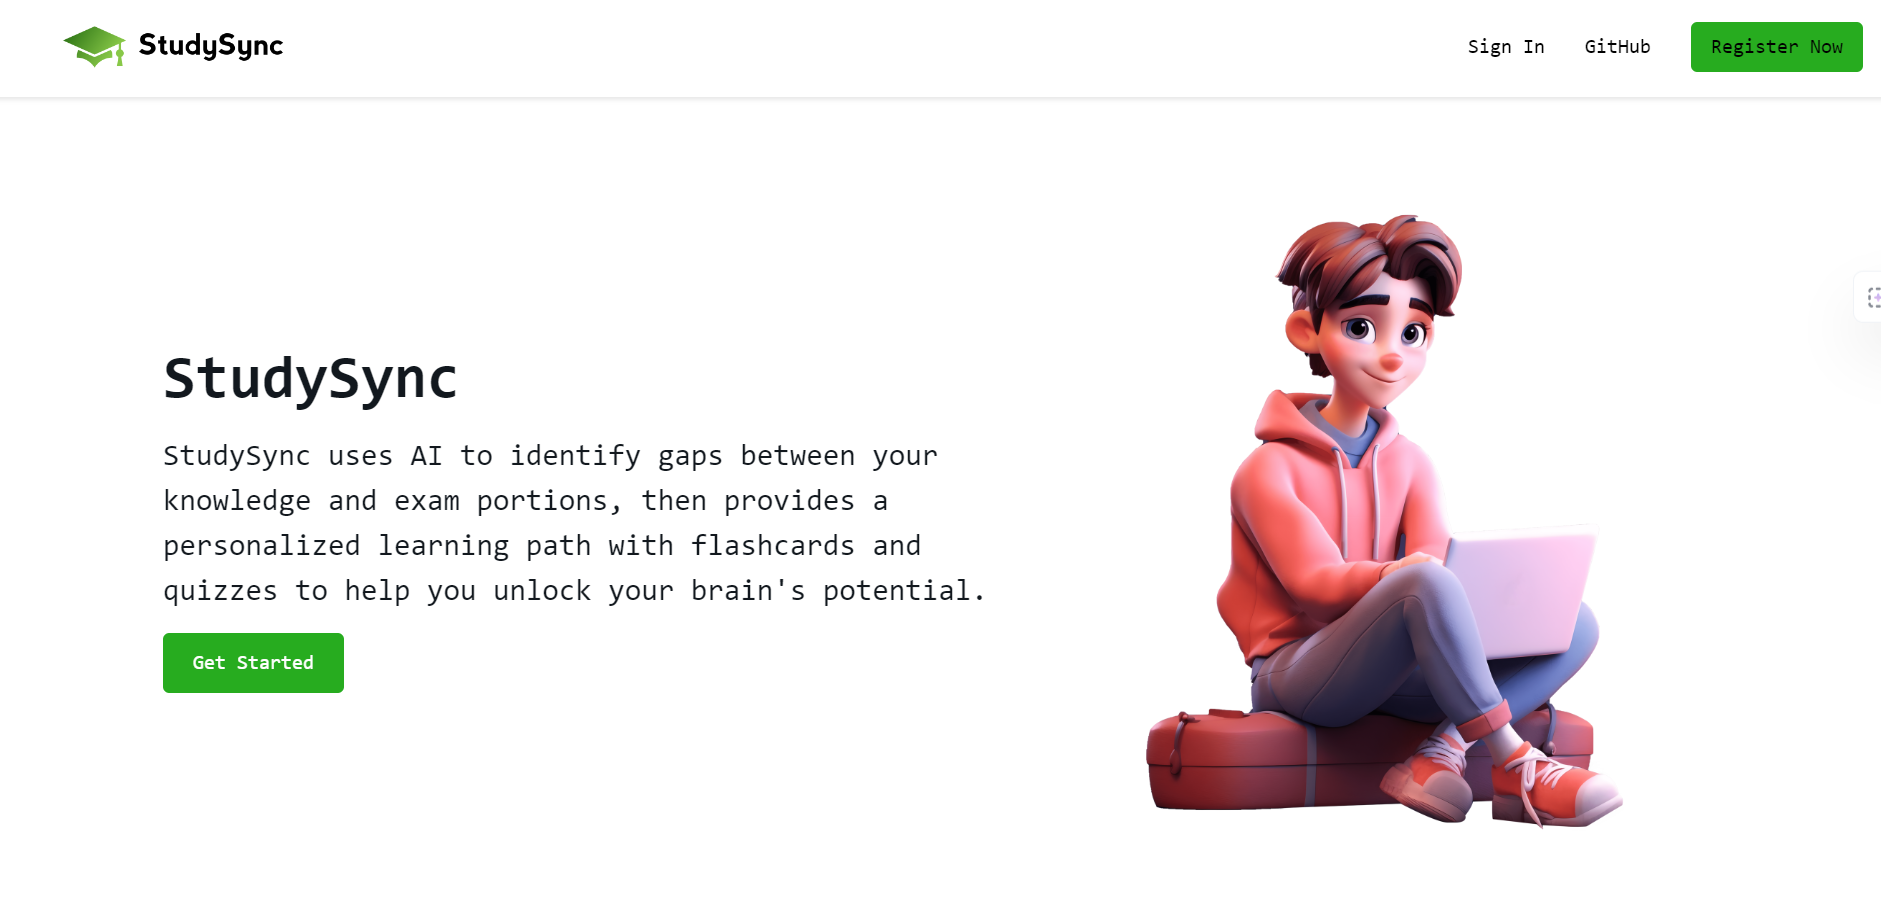 StudySync
Sign In
GitHub
Register Now
StudySync
StudySync uses AI to identify gaps between your
knowledge and exam portions, then provides a
personalized learning path with flashcards and
quizzes to help you unlock your brain's potential.
Get Started